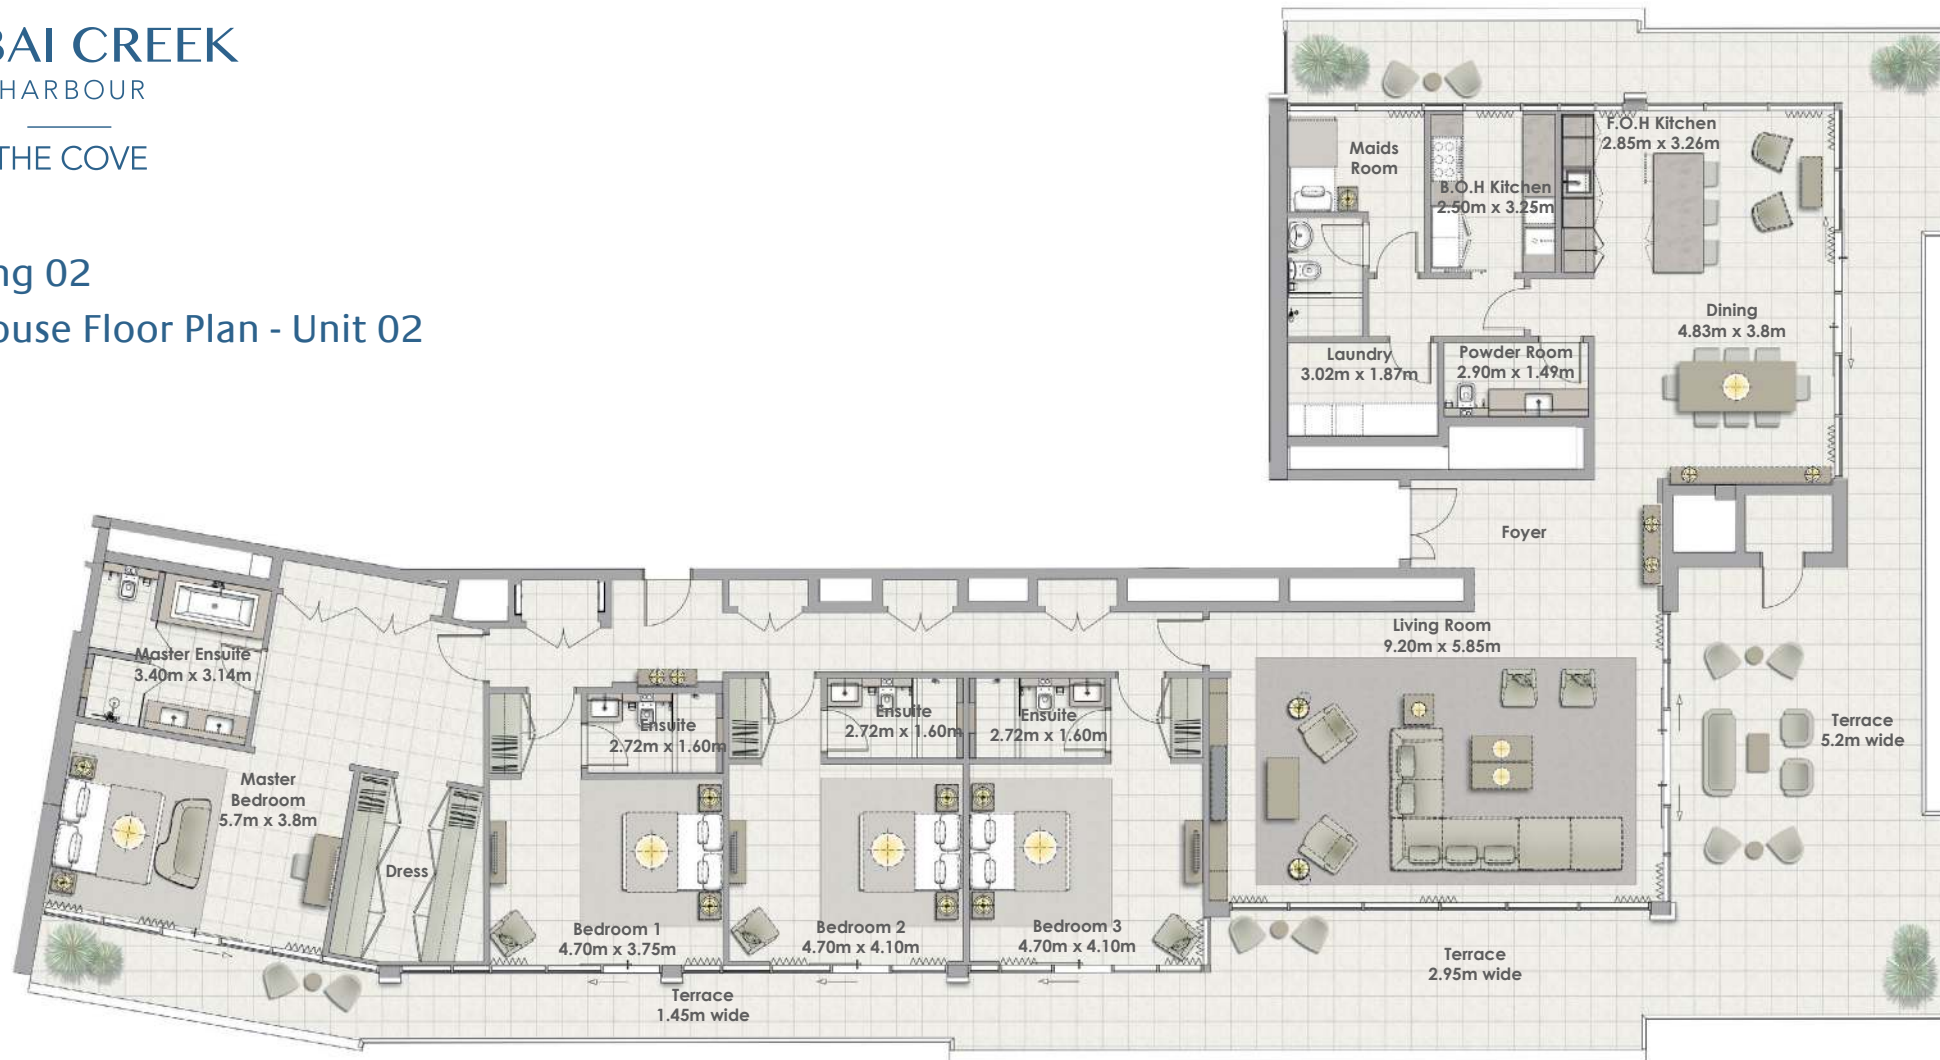 BAI CREEK
HARBOUR
THE COVE
ng 02
ouse Floor Plan - Unit 02
Maids
Room
B.O.H Kitchen
2.50m x 3.25m
F.O.H Kitchen
2.85m x 3.26m
Dining
4.83m x 3.8m
Laundry
3.02m x 1.87m
Powder Room
2.90m x 1.49m
Foyer
Living Room
9.20m x 5.85m
Master Ensuite
3.40m x 3.14m
Ensuite
2.72m x 1.60m
Ensuite
2.72m x 1.60m
Ensuite
2.72m x 1.60m
Terrace
5.2m wide
Master
Bedroom
5.7m x 3.8m
Dress
Bedroom 1
4.70m x 3.75m
Bedroom 2
4.70m x 4.10m
Bedroom 3
4.70m x 4.10m
Terrace
2.95m wide
Terrace
1.45m wide